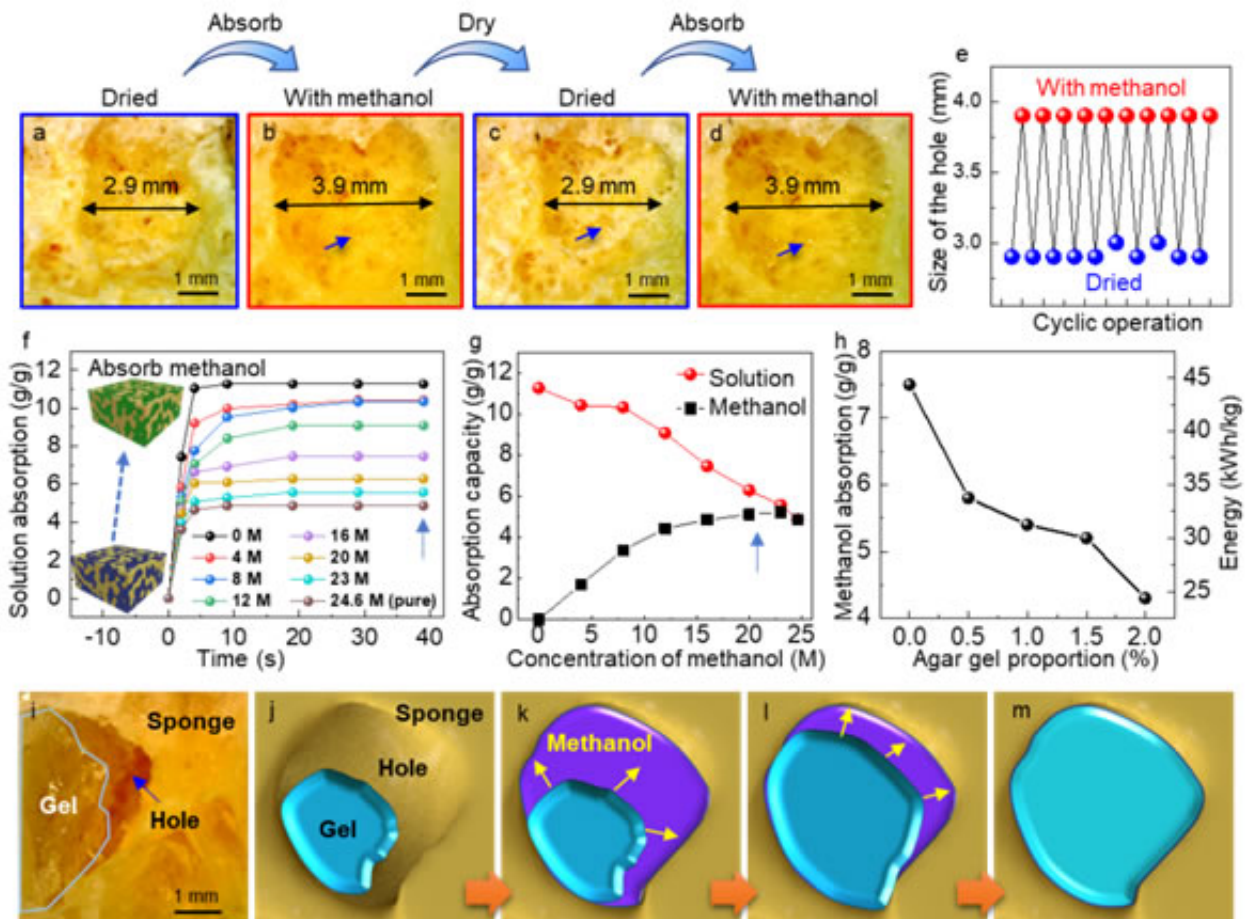 Absorb
Dry
Absorb
Dried
With methanol
Dried
With methanol
a
2.9 mm
1 mm
b
3.9 mm
1 mm
c
2.9 mm
1 mm
d
3.9 mm
1 mm
e
Size of the hole (mm)
4.0
3.5
3.0
With methanol
Dried
Cyclic operation
f
Solution absorption (g/g)
12
10
8
6
4
2
0
Absorb methanol
0 M
4 M
8 M
12 M
16 M
20 M
23 M
24.6 M (pure)
-10 0 10 20 30 40
Time (s)
g
Absorption capacity (g/g)
12
10
8
6
4
2
0
Solution
Methanol
0 5 10 15 20 25
Concentration of methanol (M)
h
Methanol absorption (g/g)
8
7
6
5
4
Energy (kWh/kg)
45
40
35
30
25
0.0 0.5 1.0 1.5 2.0
Agar gel proportion (%)
i
Sponge
Gel
Hole
1 mm
j
Sponge
Hole
Gel
k
Methanol
l
m